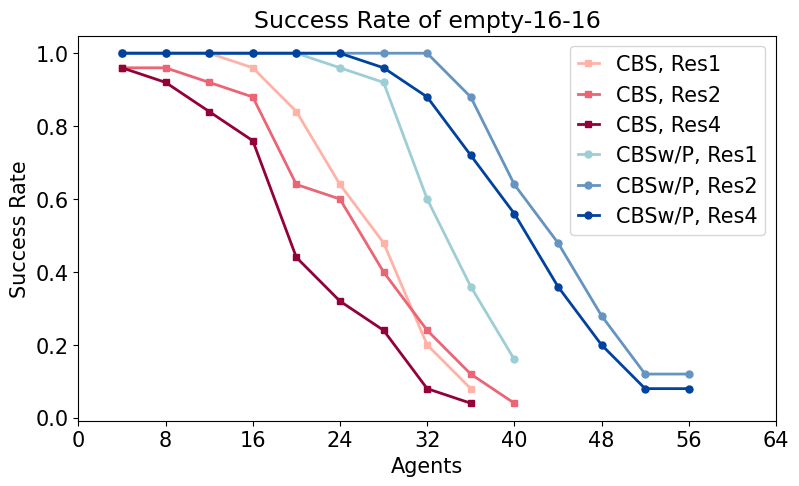 Success Rate of empty-16-16
1.0
0.8
0.6
0.4
0.2
0.0
Success Rate
CBS, Res1
CBS, Res2
CBS, Res4
CBSw/P, Res1
CBSw/P, Res2
CBSw/P, Res4
0 8 16 24 32 40 48 56 64
Agents